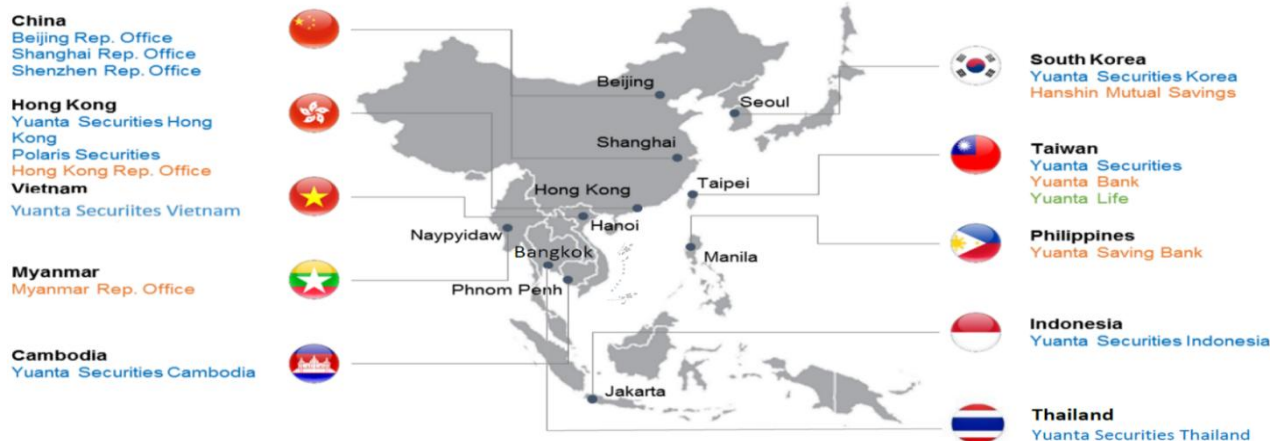 China
Beijing Rep. Office
Shanghai Rep. Office
Shenzhen Rep. Office
Hong Kong
Yuanta Securities Hong
Kong
Polaris Securities
Hong Kong Rep. Office
Vietnam
Yuanta Securiites Vietnam
Myanmar
Myanmar Rep. Office
Cambodia
Yuanta Securities Cambodia
Beijing
Seoul
Shanghai
Taipei
Hong Kong
Hanoi
Naypyidaw
Bangkok
Manila
Phnom Penh
Jakarta
South Korea
Yuanta Securities Korea
Hanshin Mutual Savings
Taiwan
Yuanta Securities
Yuanta Bank
Yuanta Life
Philippines
Yuanta Saving Bank
Indonesia
Yuanta Securities Indonesia
Thailand
Yuanta Securities Thailand